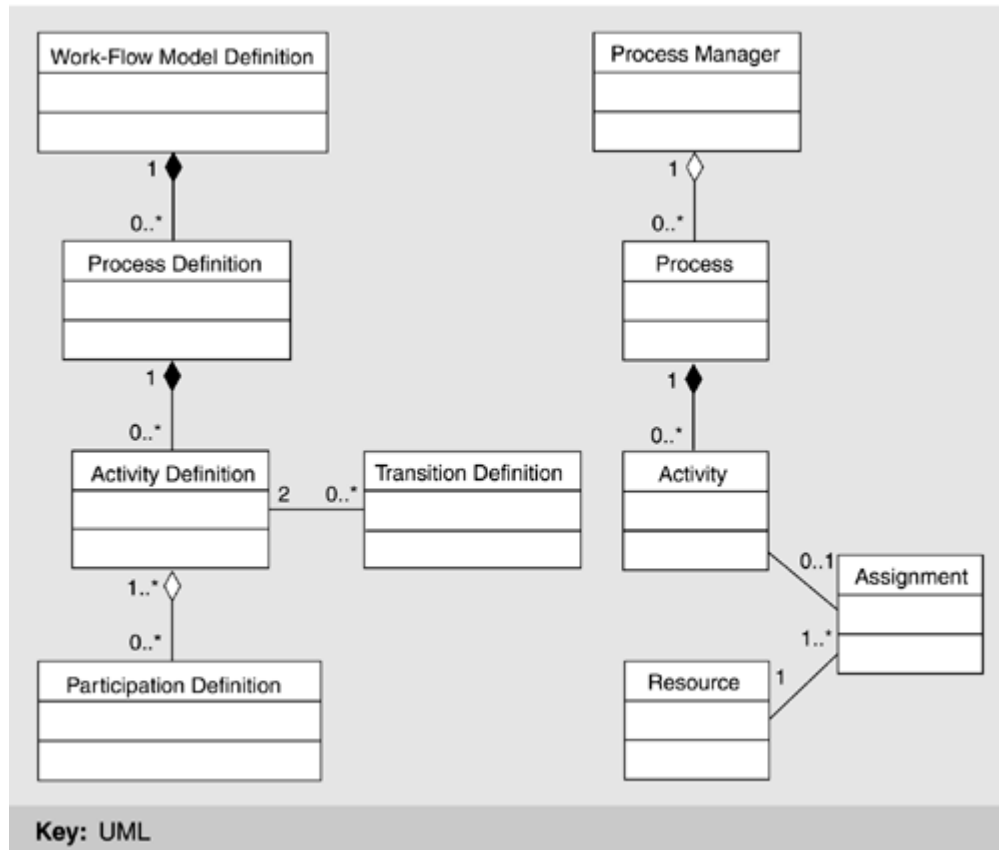 Work-Flow Model Definition
Process Manager
1
1
0..*
0..*
Process Definition
Process
1
1
0..*
0..*
Activity Definition
Transition Definition
Activity
2
0..*
0..1
Assignment
1..*
0..*
1..*
1
Participation Definition
Resource
Key: UML